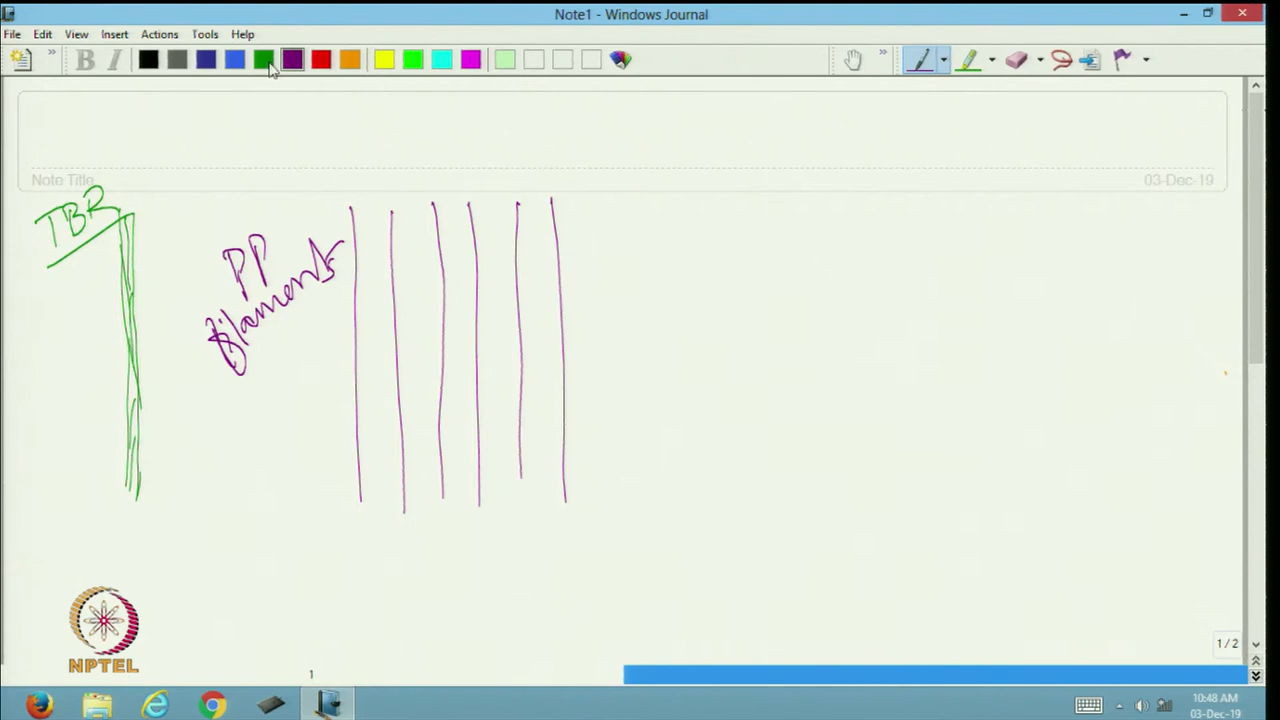 Note1 - Windows Journal
File Edit View Insert Actions Tools Help
B I
Note Title
03-Dec-19
TBR
PP
filaments
NPTEL
1
1 / 2
10:48 AM
03-Dec-19